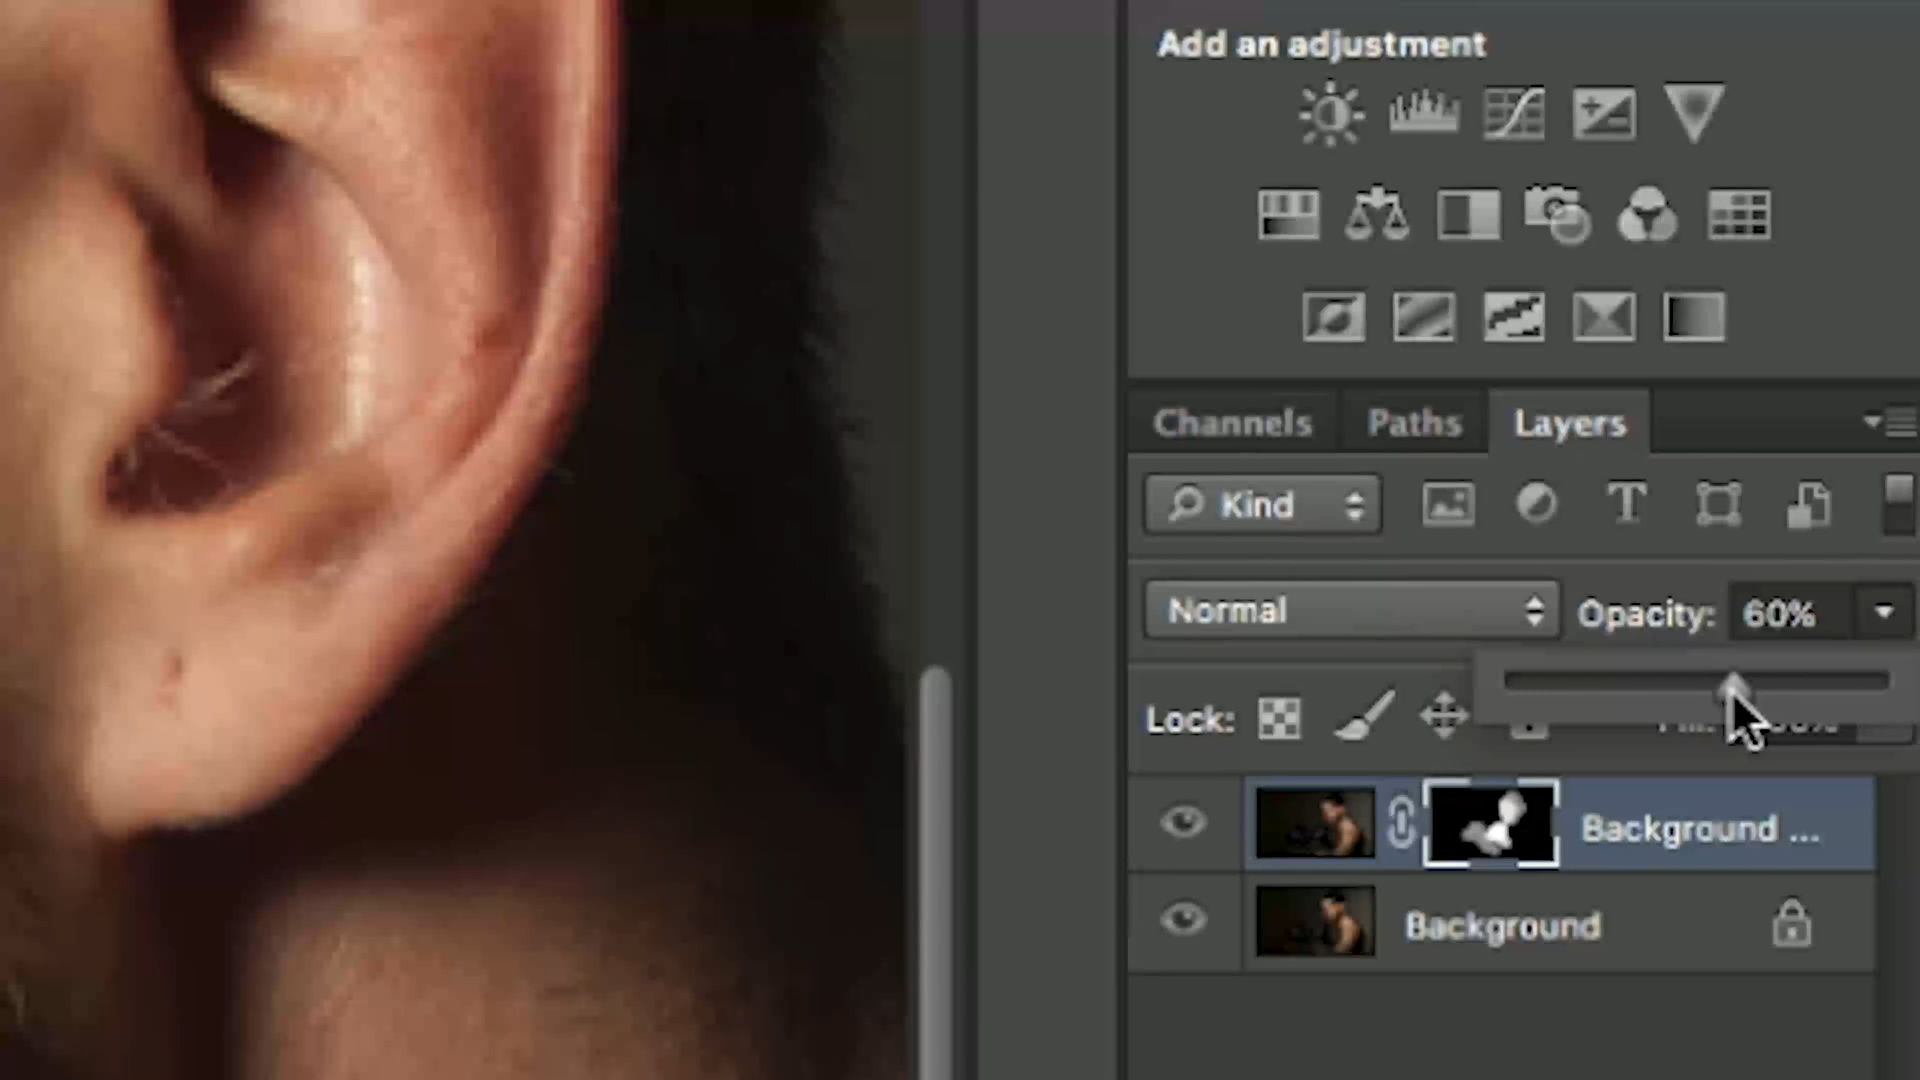 Add an adjustment
Channels Paths Layers
Kind
Normal Opacity: 60%
Lock:
Background ...
Background